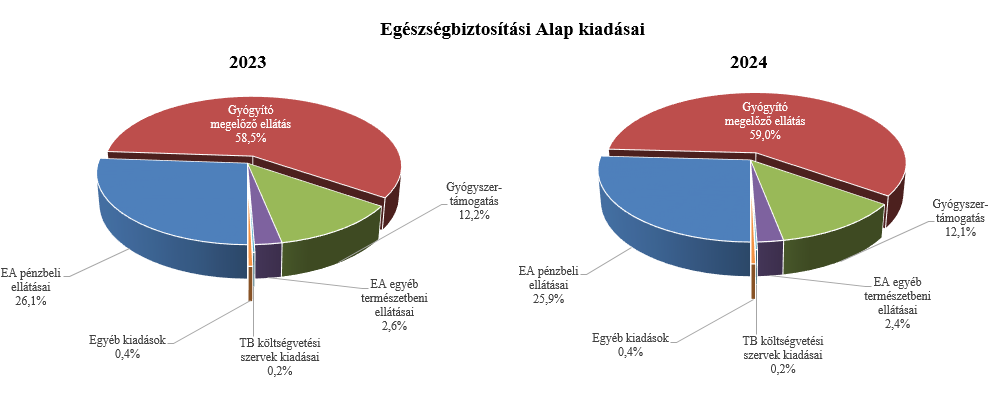 Egészségbiztosítási Alap kiadásai
2023
Gyógyító
megelőző ellátás
58,5%
Gyógyszer-
támogatás
12,2%
EA egyéb
természetbeni
ellátásai
2,6%
TB költségvetési
szervek kiadásai
0,2%
Egyéb kiadások
0,4%
EA pénzbeli
ellátásai
26,1%
2024
Gyógyító
megelőző ellátás
59,0%
Gyógyszer-
támogatás
12,1%
EA egyéb
természetbeni
ellátásai
2,4%
TB költségvetési
szervek kiadásai
0,2%
Egyéb kiadások
0,4%
EA pénzbeli
ellátásai
25,9%